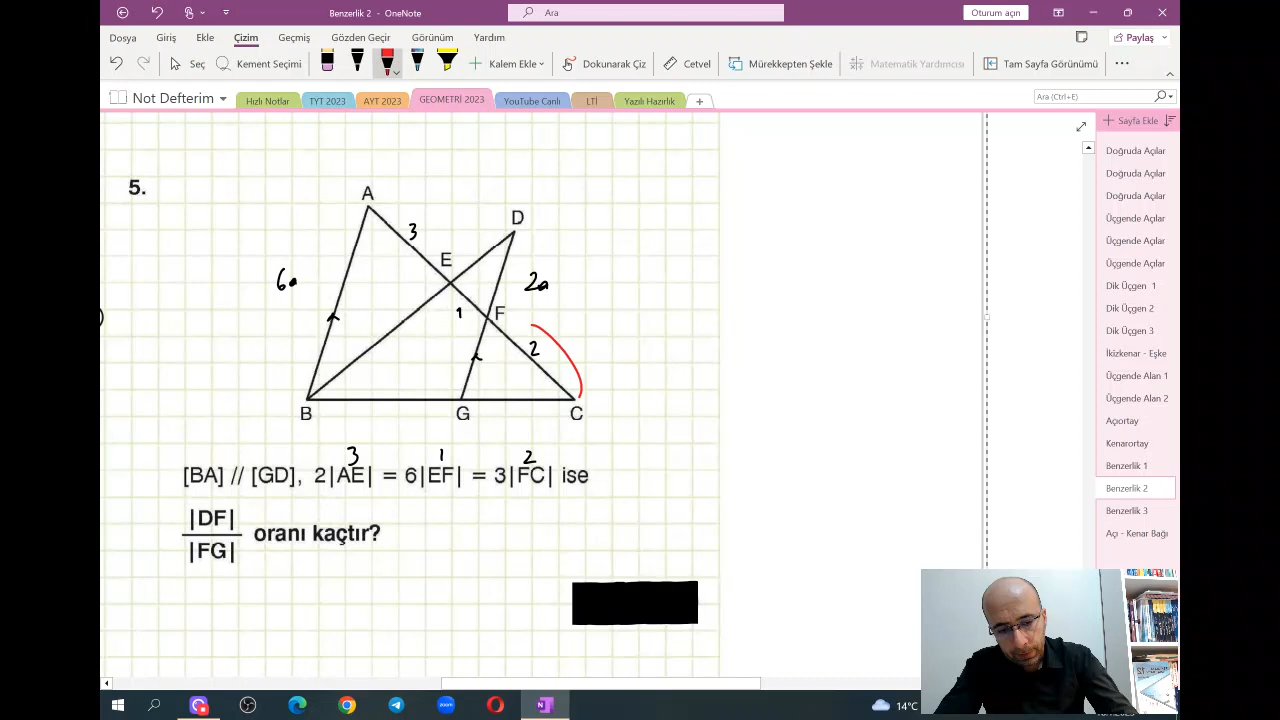 Benzerlik 2 - OneNote
Ara
Oturum açın
Dosya Giriş Ekle Çizim Geçmiş Gözden Geçir Görünüm Yardım
Paylaş
Seç Kement Seçimi Kalem Ekle Dokunarak Çiz Cetvel Mürekkepten Şekle Matematik Yardımcısı Tam Sayfa Görünümü
Not Defterim Hızlı Notlar TYT 2023 AYT 2023 GEOMETRİ 2023 YouTube Canlı LTİ Yazılı Hazırlık
Ara (Ctrl+E)
Sayfa Ekle
Doğruda Açılar
Doğruda Açılar
Doğruda Açılar
Üçgende Açılar
Üçgende Açılar
Üçgende Açılar
Dik Üçgen 1
Dik Üçgen 2
Dik Üçgen 3
İkizkenar - Eşke
Üçgende Alan 1
Üçgende Alan 2
Açıortay
Kenarortay
Benzerlik 1
Benzerlik 2
Benzerlik 3
Açı - Kenar Bağı
5.
A
3
D
E
6a
2a
1
F
2
B G C
3 1 2
[BA] // [GD], 2|AE| = 6|EF| = 3|FC| ise
|DF|
|FG|
oranı kaçtır?
14°C